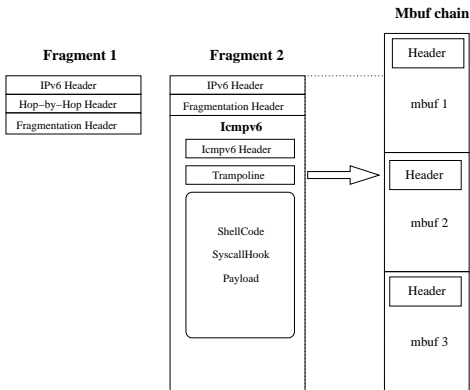 Fragment 1
IPv6 Header
Hop-by-Hop Header
Fragmentation Header
Fragment 2
IPv6 Header
Fragmentation Header
Icmpv6
Icmpv6 Header
Trampoline
ShellCode
SyscallHook
Payload
Mbuf chain
Header
mbuf 1
Header
mbuf 2
Header
mbuf 3